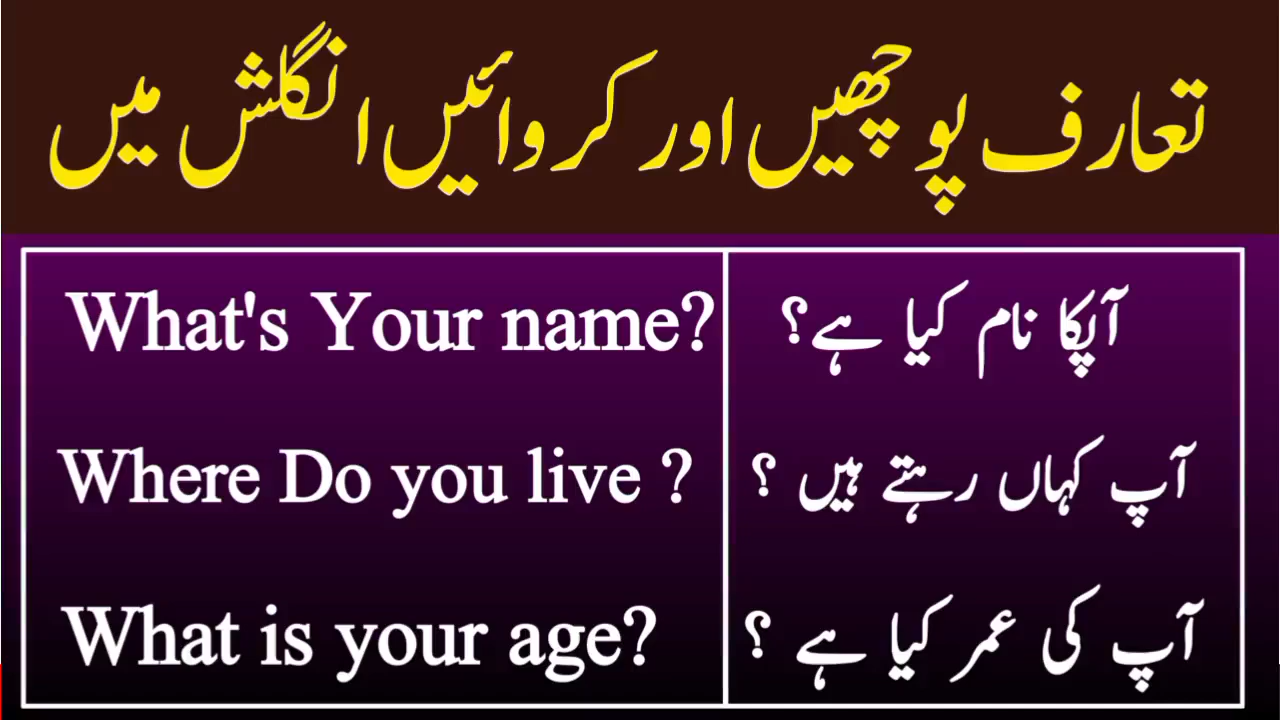 تعارف پوچھیں اور کروائیں انگلش میں
What's Your name?
آپکا نام کیا ہے؟
Where Do you live ?
آپ کہاں رہتے ہیں ؟
What is your age?
آپ کی عمر کیا ہے ؟